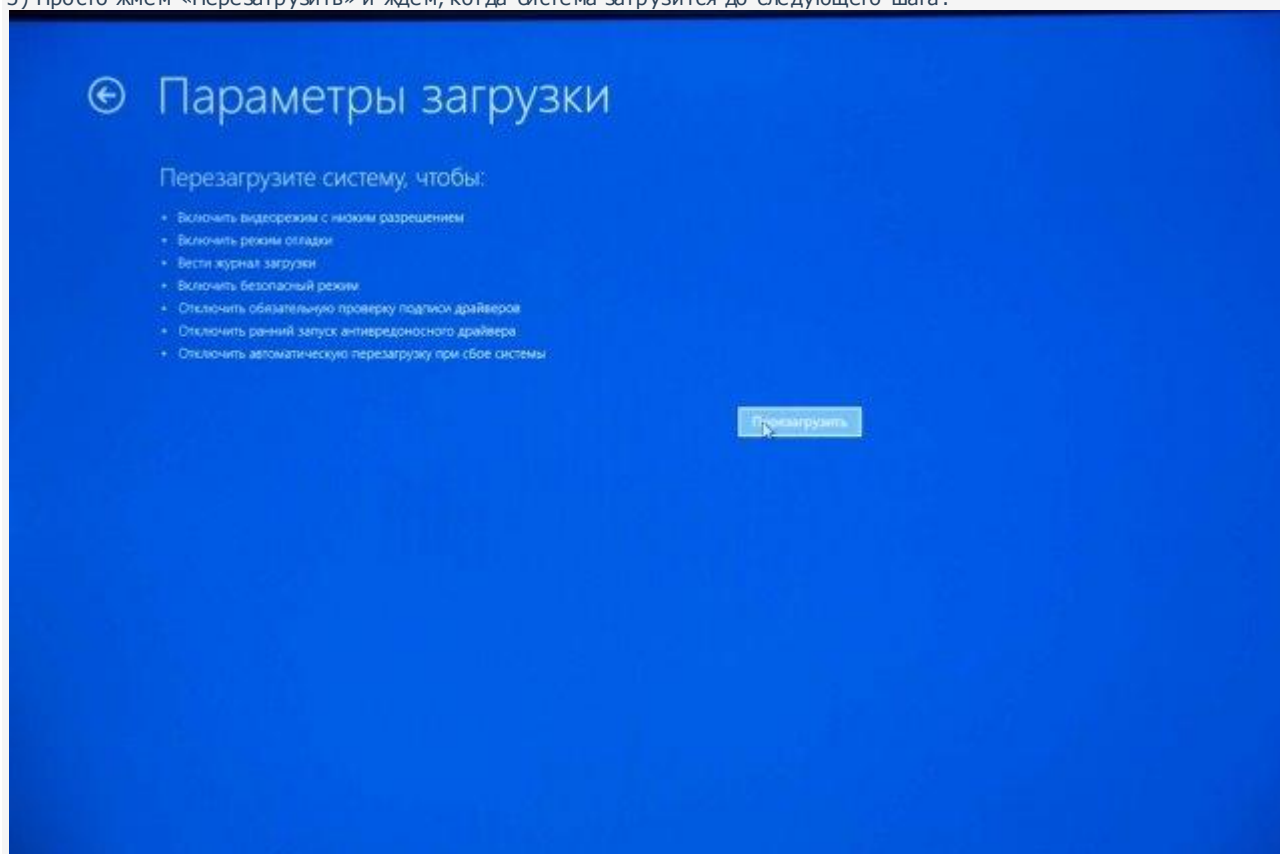 5) Просто жмем «Перезагрузить» и ждем, когда система загрузится до следующего шага:
Параметры загрузки
Перезагрузите систему, чтобы:
• Включить видеорежим с низким разрешением
• Включить режим отладки
• Вести журнал загрузки
• Включить безопасный режим
• Отключить обязательную проверку подписи драйверов
• Отключить ранний запуск антивредоносного драйвера
• Отключить автоматическую перезагрузку при сбое системы
Перезагрузить